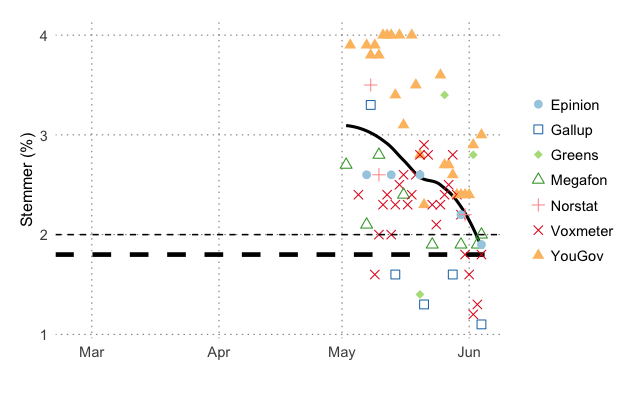 Stemmer (%)
4
3
2
1
Mar
Apr
May
Jun
Epinion
Gallup
Greens
Megafon
Norstat
Voxmeter
YouGov